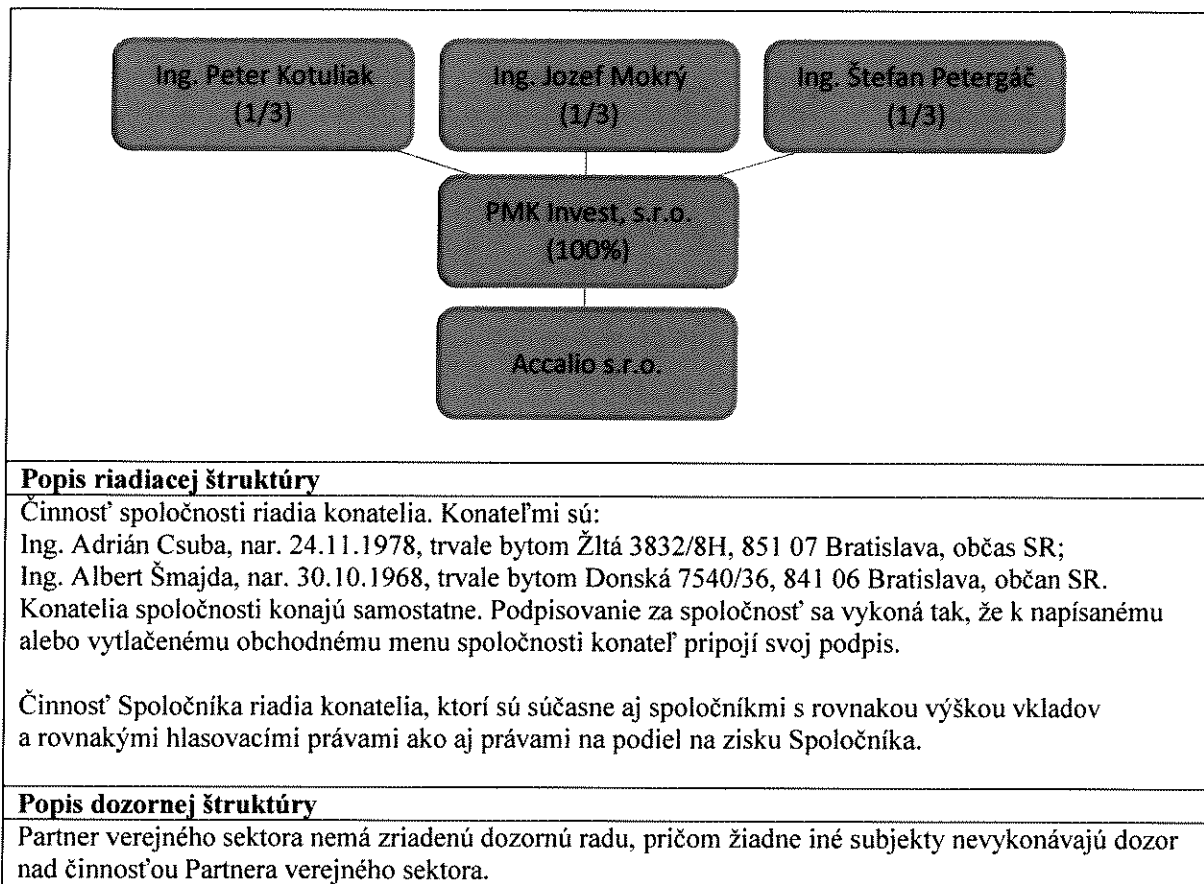 Ing. Peter Kotuliak
(1/3)
Ing. Jozef Mokrý
(1/3)
Ing. Štefan Petergáč
(1/3)
PMK Invest, s.r.o.
(100%)
Accalio s.r.o.
Popis riadiacej štruktúry
Činnosť spoločnosti riadia konatelia. Konateľmi sú:
Ing. Adrián Csuba, nar. 24.11.1978, trvale bytom Žltá 3832/8H, 851 07 Bratislava, občas SR;
Ing. Albert Šmajda, nar. 30.10.1968, trvale bytom Donská 7540/36, 841 06 Bratislava, občan SR.
Konatelia spoločnosti konajú samostatne. Podpisovanie za spoločnosť sa vykoná tak, že k napísanému
alebo vytlačenému obchodnému menu spoločnosti konateľ pripojí svoj podpis.
Činnosť Spoločníka riadia konatelia, ktorí sú súčasne aj spoločníkmi s rovnakou výškou vkladov
a rovnakými hlasovacími právami ako aj právami na podiel na zisku Spoločníka.
Popis dozornej štruktúry
Partner verejného sektora nemá zriadenú dozornú radu, pričom žiadne iné subjekty nevykonávajú dozor
nad činnosťou Partnera verejného sektora.